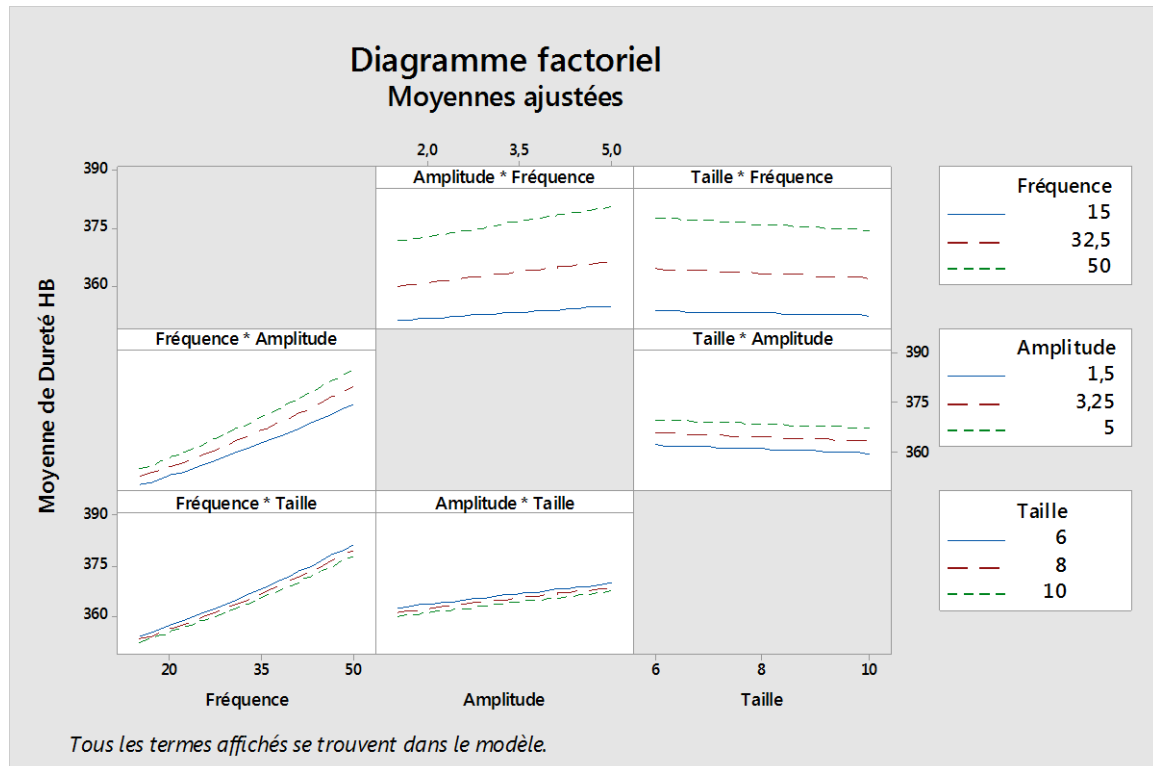 Diagramme factoriel
Moyennes ajustées
2,0 3,5 5,0
390
375
360
Amplitude * Fréquence
Taille * Fréquence
Fréquence
15
32,5
50
Moyenne de Dureté HB
Fréquence * Amplitude
Taille * Amplitude
390
375
360
Amplitude
1,5
3,25
5
Fréquence * Taille
Amplitude * Taille
390
375
360
Taille
6
8
10
20 35 50
6 8 10
Fréquence
Amplitude
Taille
Tous les termes affichés se trouvent dans le modèle.